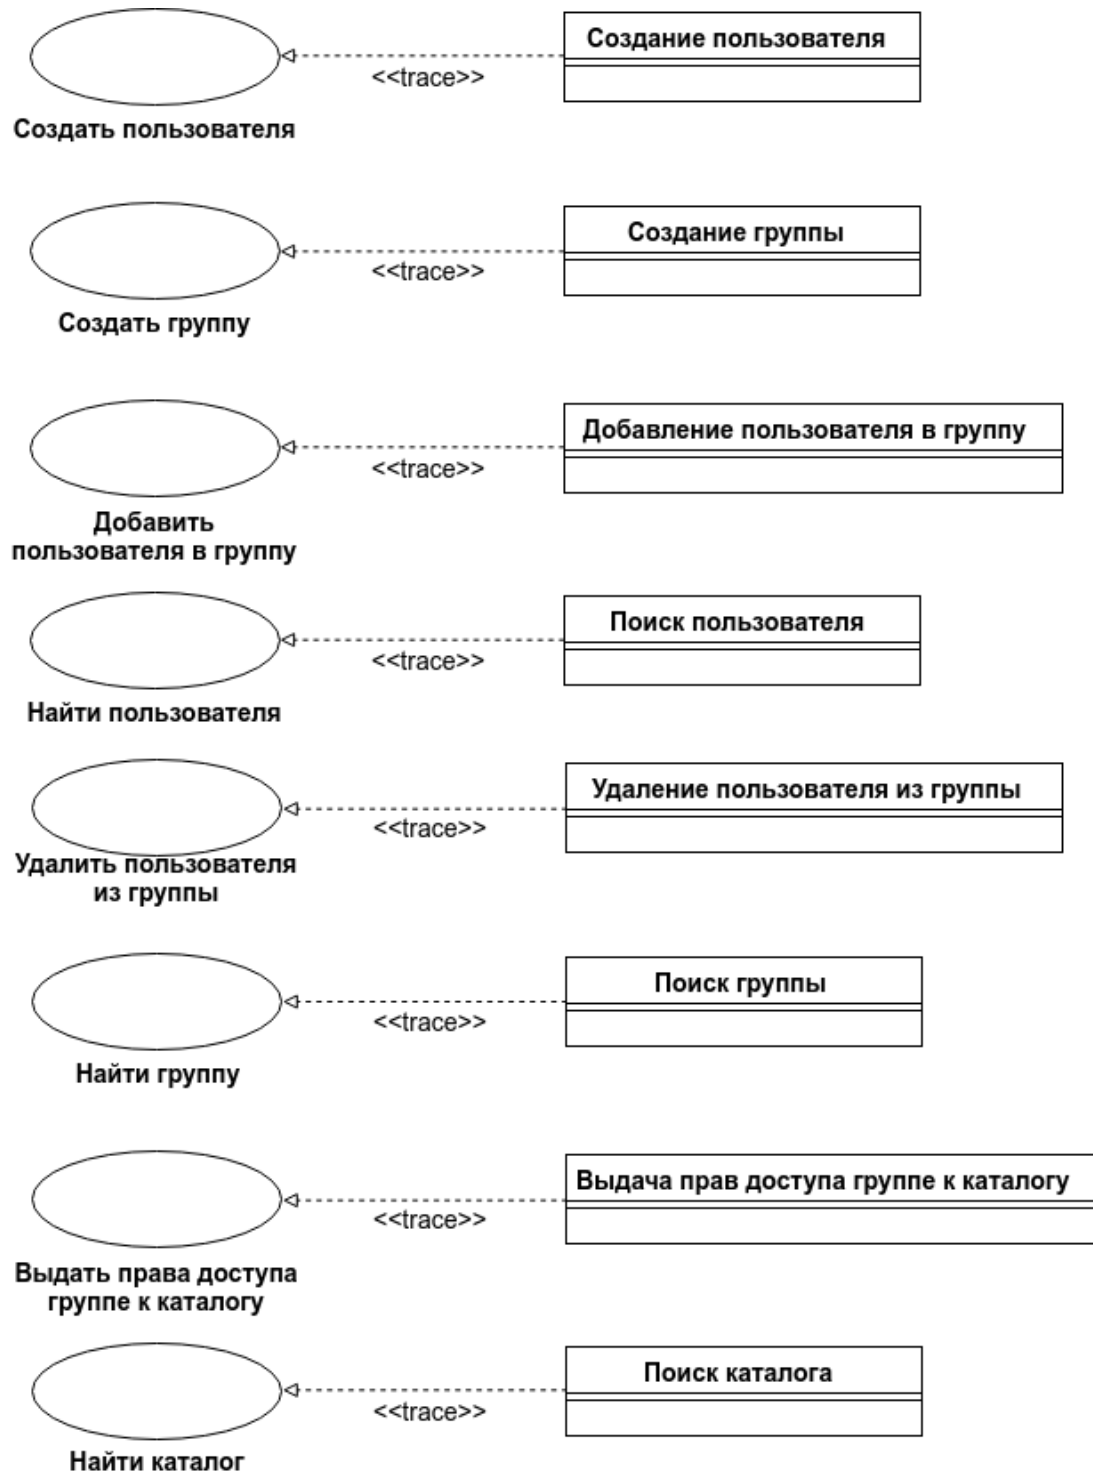 Создание пользователя
<<trace>>
Создать пользователя
Создание группы
<<trace>>
Создать группу
Добавление пользователя в группу
<<trace>>
Добавить
пользователя в группу
Поиск пользователя
<<trace>>
Найти пользователя
Удаление пользователя из группы
<<trace>>
Удалить пользователя
из группы
Поиск группы
<<trace>>
Найти группу
Выдача прав доступа группе к каталогу
<<trace>>
Выдать права доступа
группе к каталогу
Поиск каталога
<<trace>>
Найти каталог